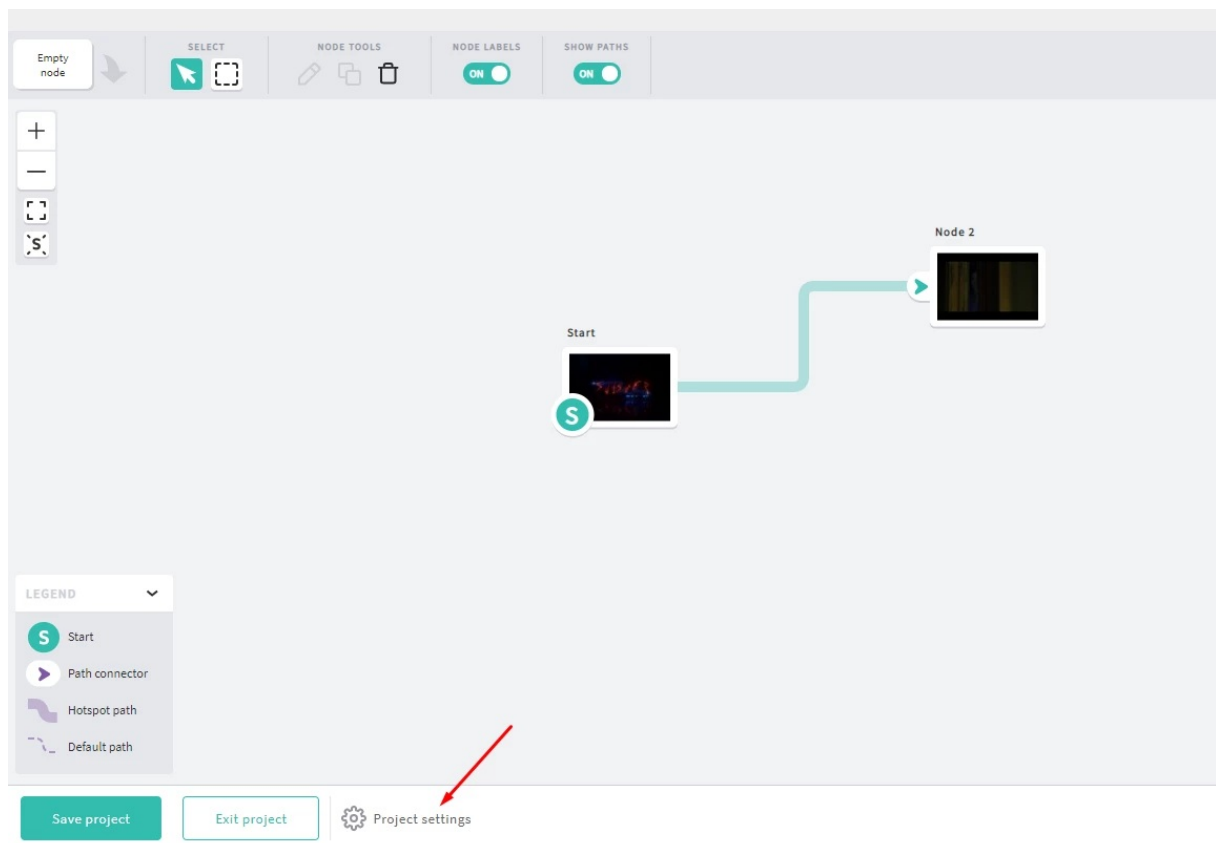 Empty
node
SELECT
NODE TOOLS
NODE LABELS
SHOW PATHS
ON
ON
S
Node 2
Start
S
LEGEND
S Start
Path connector
Hotspot path
Default path
Save project
Exit project
Project settings